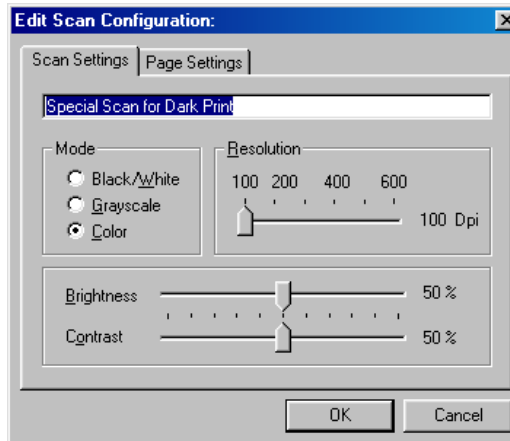 Edit Scan Configuration:
Scan Settings Page Settings
Special Scan for Dark Print
Mode
Black/White
Grayscale
Color
Resolution
100 200 400 600
100 Dpi
Brightness 50 %
Contrast 50 %
OK Cancel